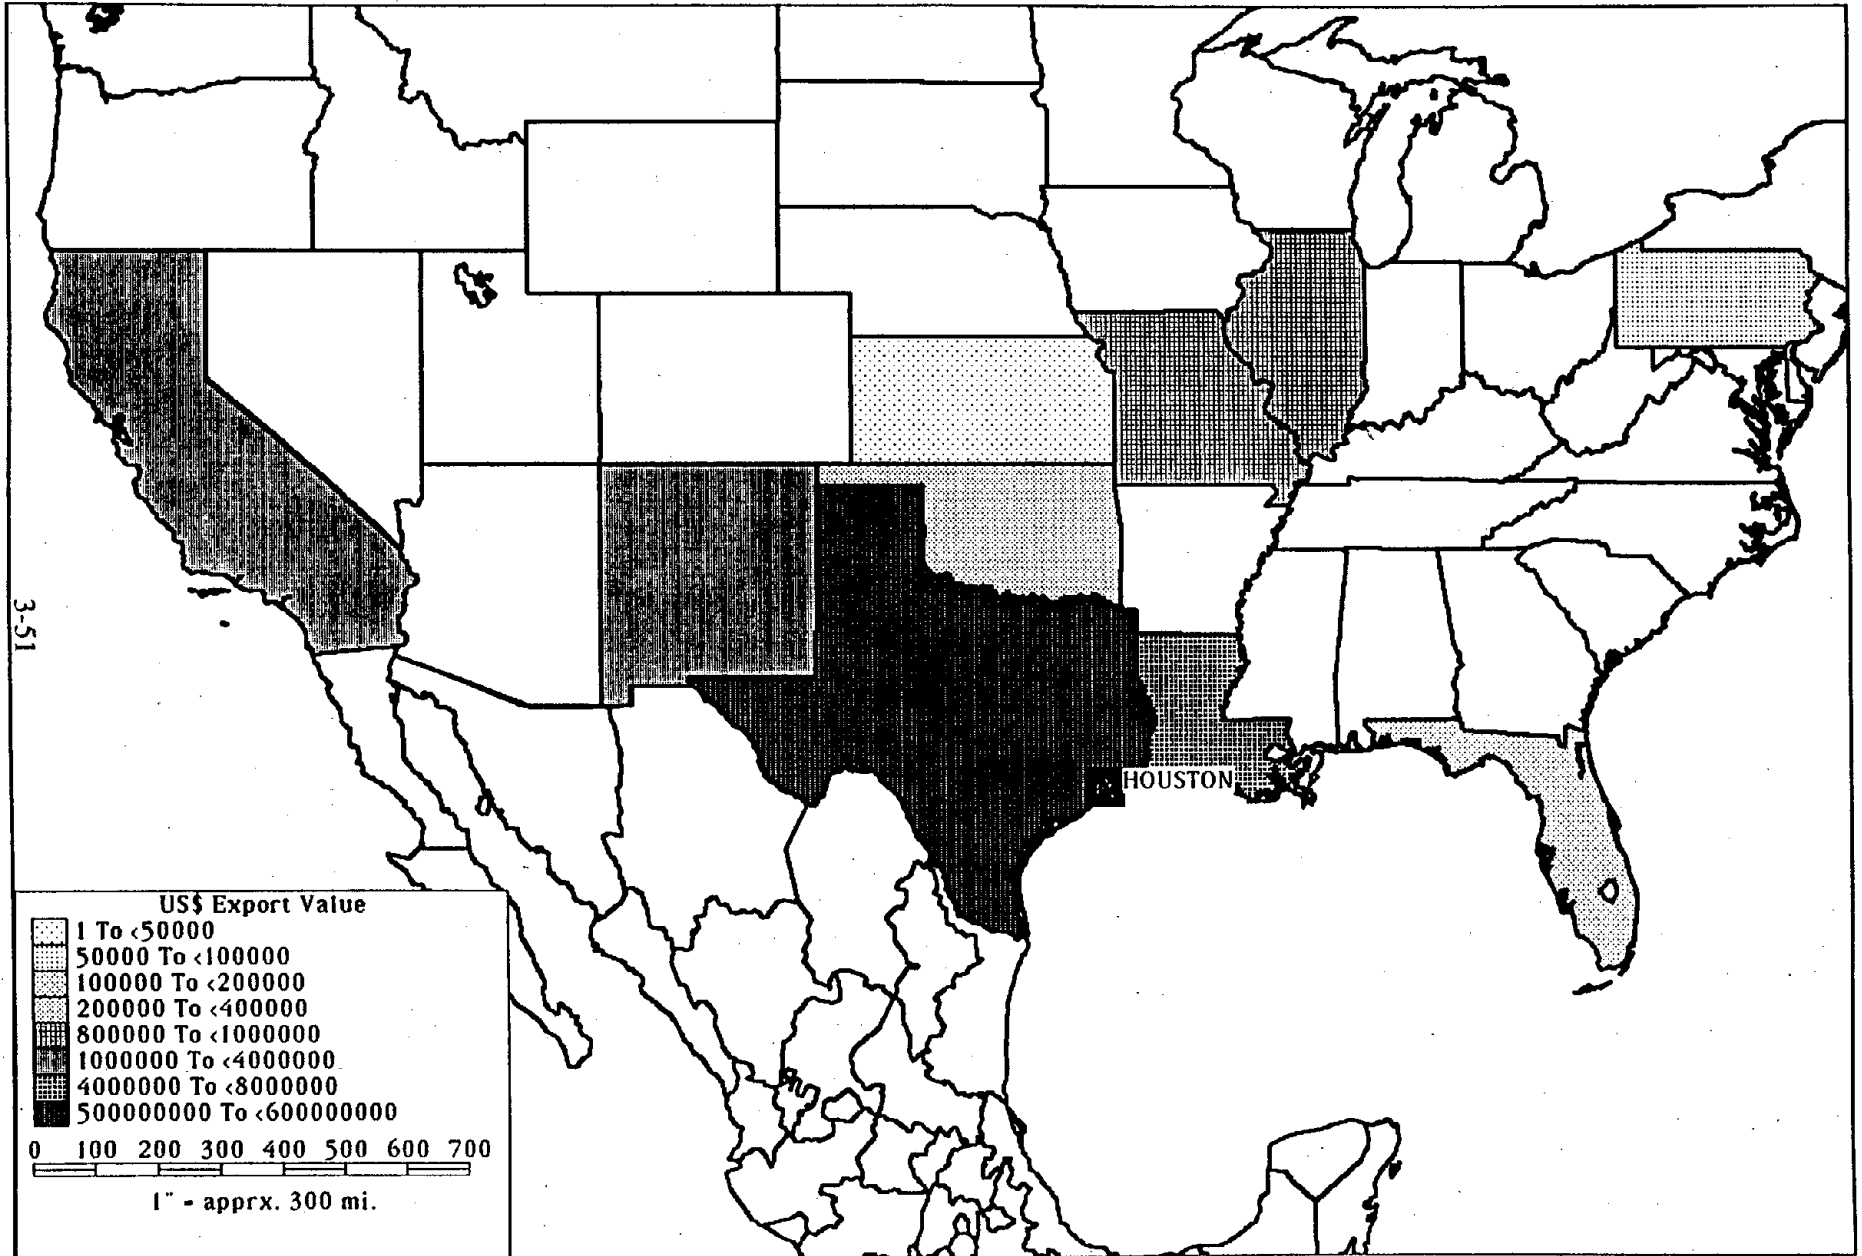 3-51
HOUSTON
US$ Export Value
1 To <50000
50000 To <100000
100000 To <200000
200000 To <400000
800000 To <1000000
1000000 To <4000000
4000000 To <8000000
500000000 To <600000000
0 100 200 300 400 500 600 700
1" - apprx. 300 mi.